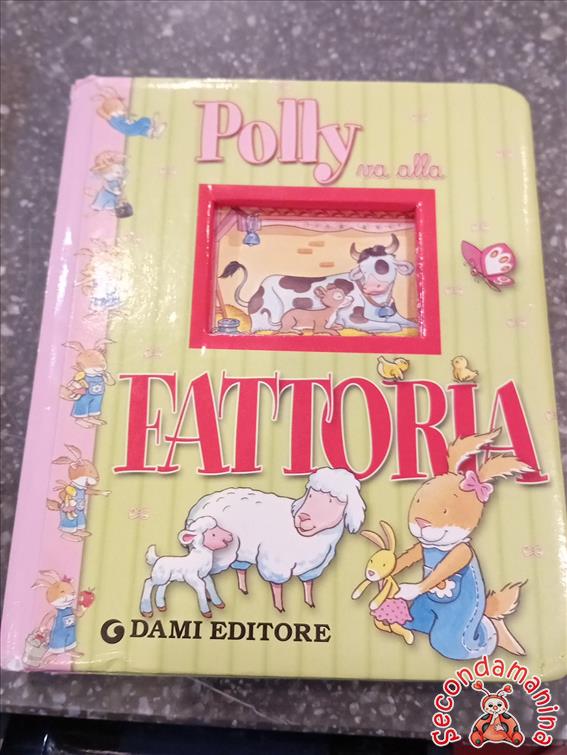 Polly va alla
FATTORIA
DAMI EDITORE
Secondamanina